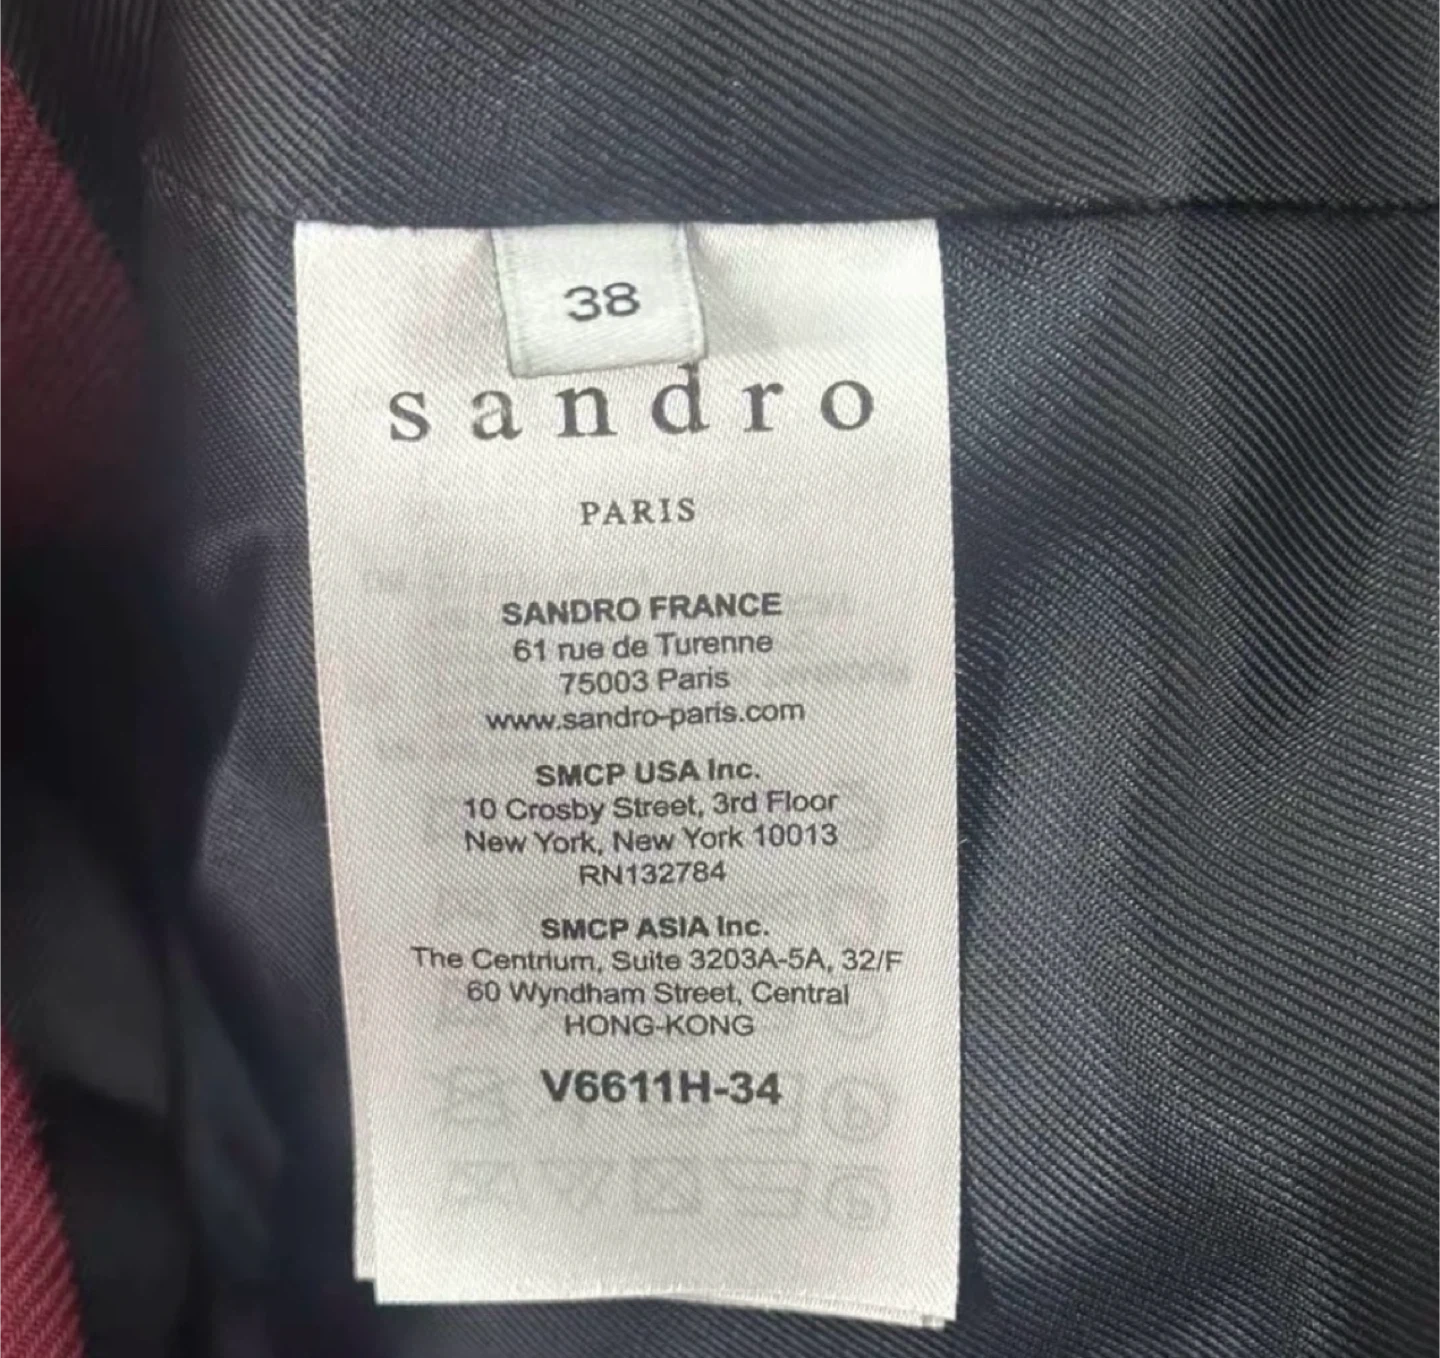 38
sandro
PARIS
SANDRO FRANCE
61 rue de Turenne
75003 Paris
www.sandro-paris.com
SMCP USA Inc.
10 Crosby Street, 3rd Floor
New York, New York 10013
RN132784
SMCP ASIA Inc.
The Centrium, Suite 3203A-5A, 32/F
60 Wyndham Street, Central
HONG-KONG
V6611H-34